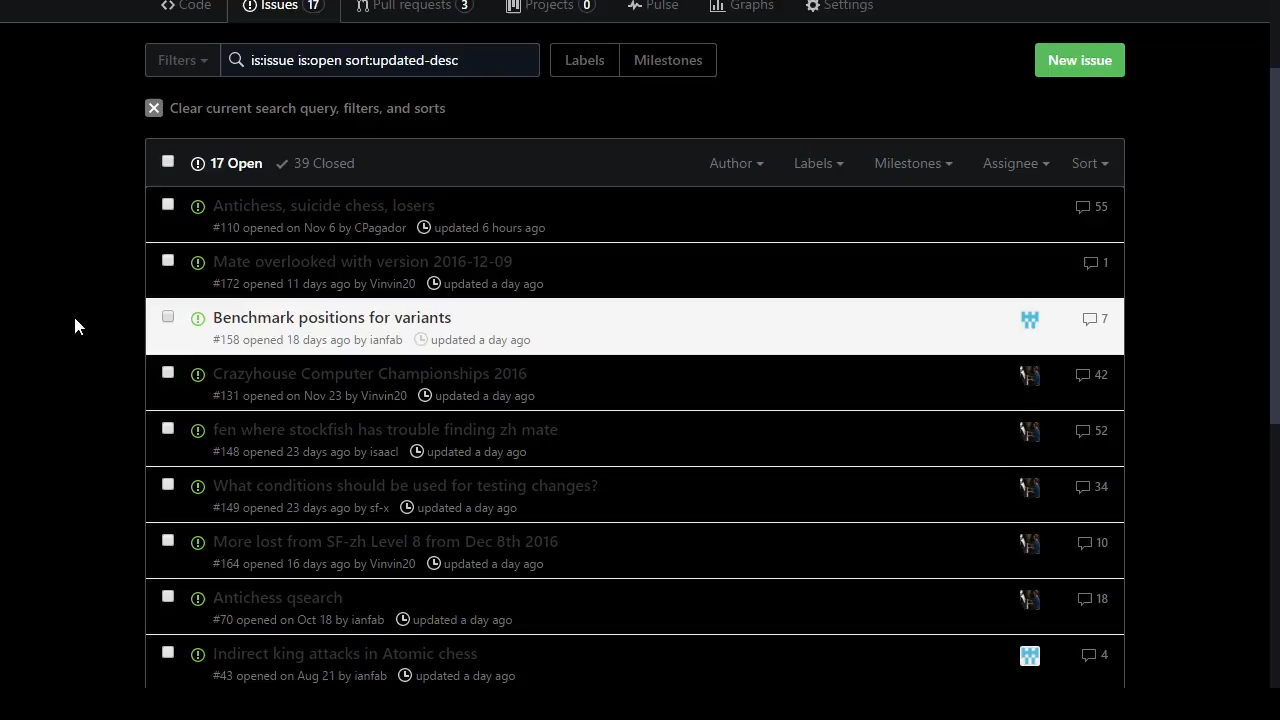 Code Issues 17 Pull requests 3 Projects 0 Pulse Graphs Settings
Filters is:issue is:open sort:updated-desc Labels Milestones New issue
Clear current search query, filters, and sorts
17 Open 39 Closed Author Labels Milestones Assignee Sort
Antichess, suicide chess, losers 55
#110 opened on Nov 6 by CPagador updated 6 hours ago
Mate overlooked with version 2016-12-09 1
#172 opened 11 days ago by Vinvin20 updated a day ago
Benchmark positions for variants 7
#158 opened 18 days ago by ianfab updated a day ago
Crazyhouse Computer Championships 2016 42
#131 opened on Nov 23 by Vinvin20 updated a day ago
fen where stockfish has trouble finding zh mate 52
#148 opened 23 days ago by isaacl updated a day ago
What conditions should be used for testing changes? 34
#149 opened 23 days ago by sf-x updated a day ago
More lost from SF-zh Level 8 from Dec 8th 2016 10
#164 opened 16 days ago by Vinvin20 updated a day ago
Antichess qsearch 18
#70 opened on Oct 18 by ianfab updated a day ago
Indirect king attacks in Atomic chess 4
#43 opened on Aug 21 by ianfab updated a day ago